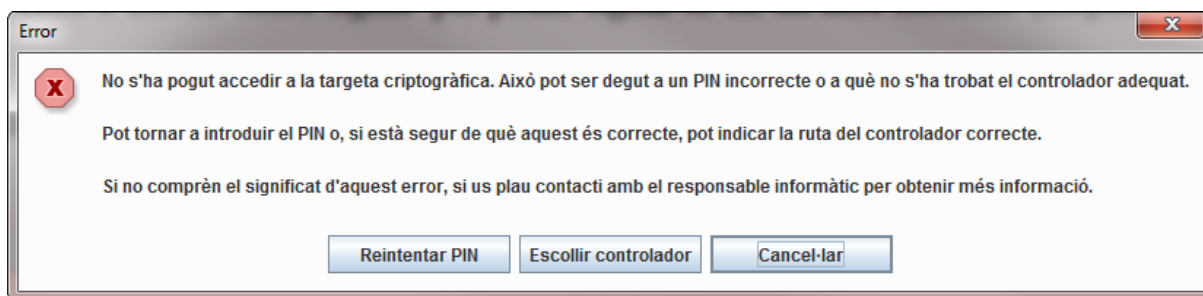 Error
No s'ha pogut accedir a la targeta criptogràfica. Això pot ser degut a un PIN incorrecte o a què no s'ha trobat el controlador adequat.
Pot tornar a introduir el PIN o, si està segur de què aquest és correcte, pot indicar la ruta del controlador correcte.
Si no comprèn el significat d'aquest error, si us plau contacti amb el responsable informàtic per obtenir més informació.
Reintentar PIN Escollir controlador Cancel·lar